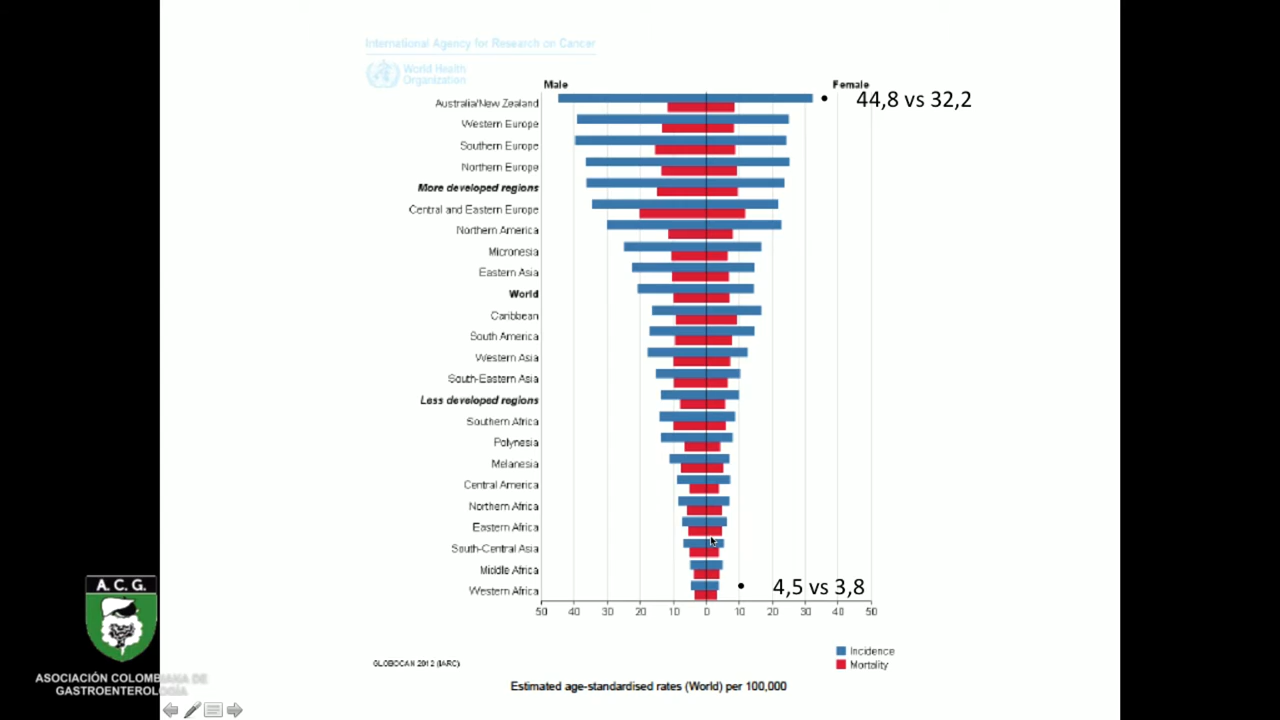 International Agency for Research on Cancer
World Health
Organization
Male
Female
Australia/New Zealand
• 44,8 vs 32,2
Western Europe
Southern Europe
Northern Europe
More developed regions
Central and Eastern Europe
Northern America
Micronesia
Eastern Asia
World
Caribbean
South America
Western Asia
South-Eastern Asia
Less developed regions
Southern Africa
Polynesia
Melanesia
Central America
Northern Africa
Eastern Africa
South-Central Asia
Middle Africa
Western Africa
• 4,5 vs 3,8
50 40 30 20 10 0 10 20 30 40 50
Incidence
Mortality
GLOBOCAN 2012 (IARC)
Estimated age-standardised rates (World) per 100,000
A. C. G.
ASOCIACIÓN COLOMBIANA DE
GASTROENTEROLOGÍA